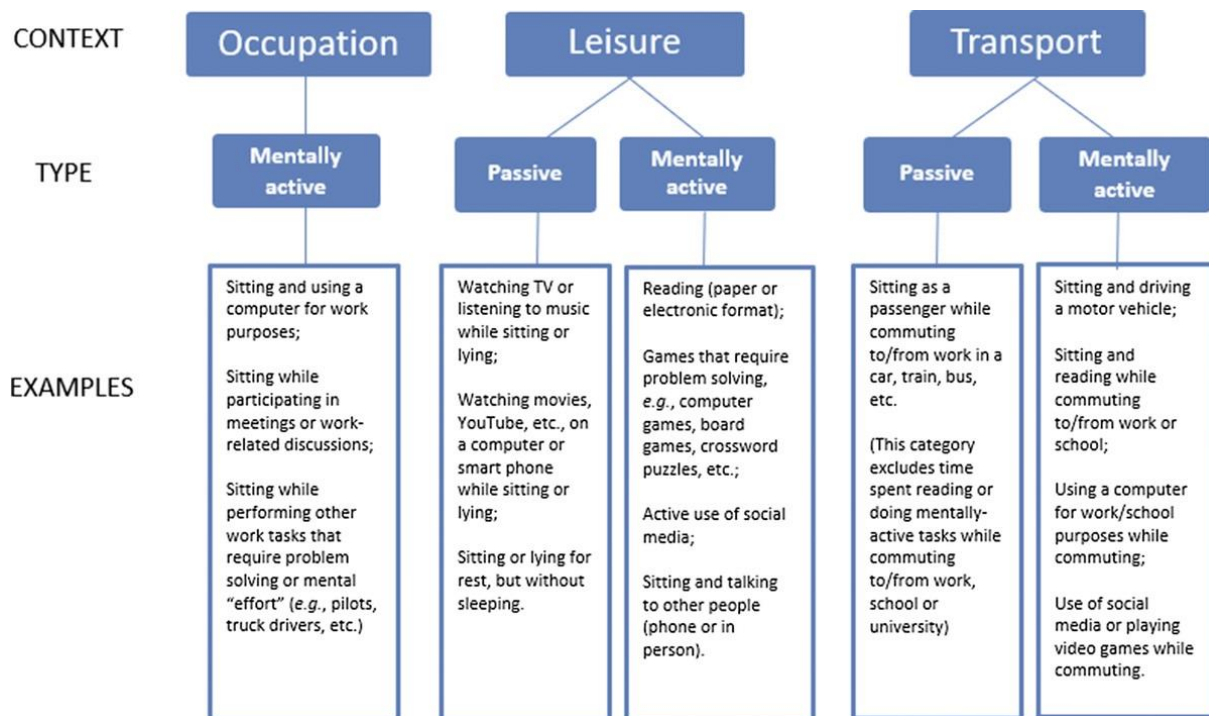 CONTEXT
Occupation
Leisure
Transport
TYPE
Mentally
active
Passive
Mentally
active
Passive
Mentally
active
EXAMPLES
Sitting and using a
computer for work
purposes;
Sitting while
participating in
meetings or work-
related discussions;
Sitting while
performing other
work tasks that
require problem
solving or mental
“effort” (e.g., pilots,
truck drivers, etc.)
Watching TV or
listening to music
while sitting or
lying;
Watching movies,
YouTube, etc., on
a computer or
smart phone
while sitting or
lying;
Sitting or lying for
rest, but without
sleeping.
Reading (paper or
electronic format);
Games that require
problem solving,
e.g., computer
games, board
games, crossword
puzzles, etc.;
Active use of social
media;
Sitting and talking
to other people
(phone or in
person).
Sitting as a
passenger while
commuting
to/from work in a
car, train, bus,
etc.
(This category
excludes time
spent reading or
doing mentally-
active tasks while
commuting
to/from work,
school or
university)
Sitting and driving
a motor vehicle;
Sitting and
reading while
commuting
to/from work or
school;
Using a computer
for work/school
purposes while
commuting;
Use of social
media or playing
video games while
commuting.